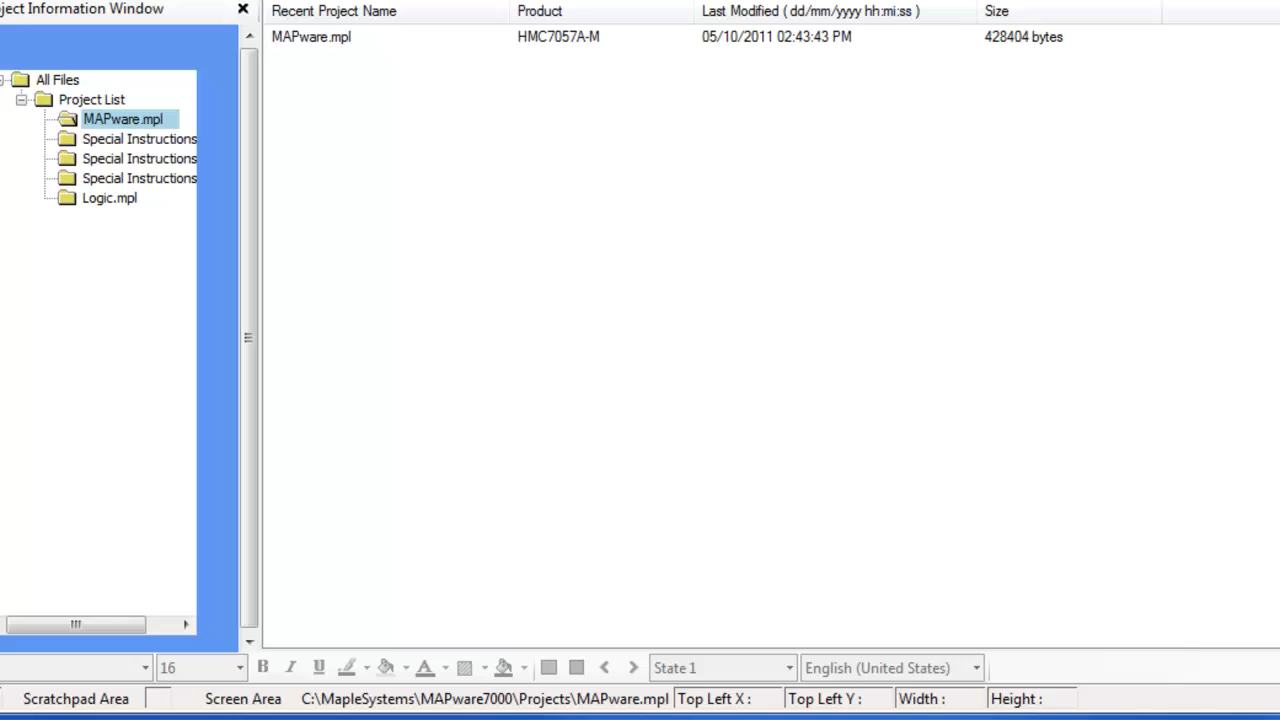 ject Information Window
Recent Project Name Product Last Modified ( dd/mm/yyyy hh:mi:ss ) Size
MAPware.mpl HMC7057A-M 05/10/2011 02:43:43 PM 428404 bytes
All Files
Project List
MAPware.mpl
Special Instructions
Special Instructions
Special Instructions
Logic.mpl
16 B I U A State 1 English (United States)
Scratchpad Area Screen Area C:\MapleSystems\MAPware7000\Projects\MAPware.mpl Top Left X : Top Left Y : Width : Height :